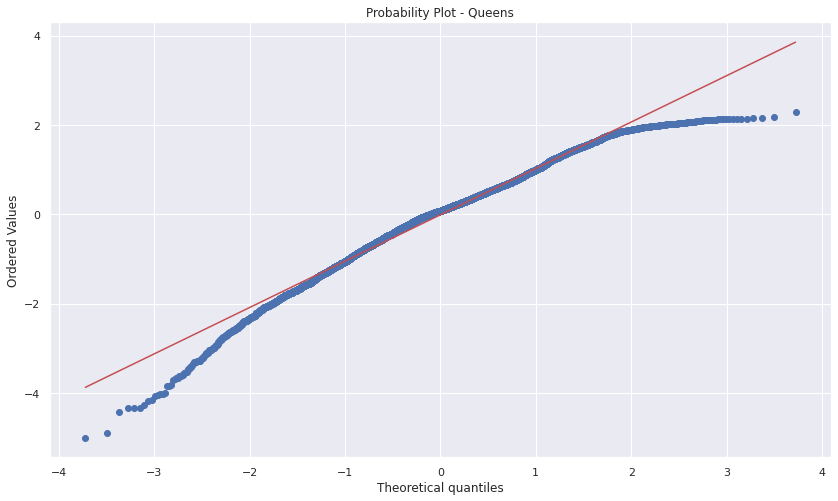 Probability Plot - Queens
4
2
0
−2
−4
Ordered Values
−4 −3 −2 −1 0 1 2 3 4
Theoretical quantiles